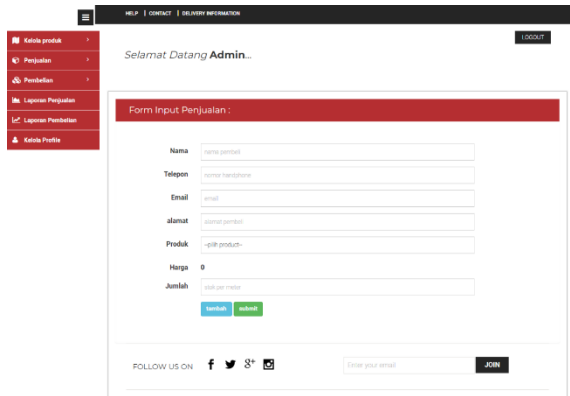 HELP | CONTACT | DELIVERY INFORMATION
LOGOUT
Kelola produk
Penjualan
Pembelian
Laporan Penjualan
Laporan Pembelian
Kelola Profile
Selamat Datang Admin...
Form Input Penjualan :
Nama nama pembeli
Telepon nomor handphone
Email email
alamat alamat pembeli
Produk --pilih product--
Harga 0
Jumlah stok per meter
tambah submit
FOLLOW US ON
Enter your email JOIN